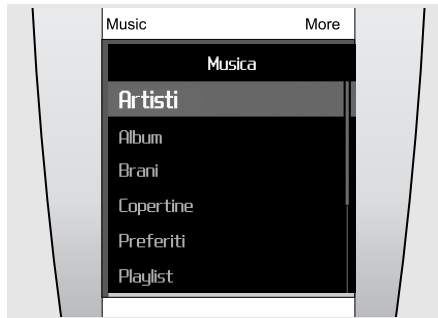 Music More
Musica
Artisti
Album
Brani
Copertine
Preferiti
Playlist